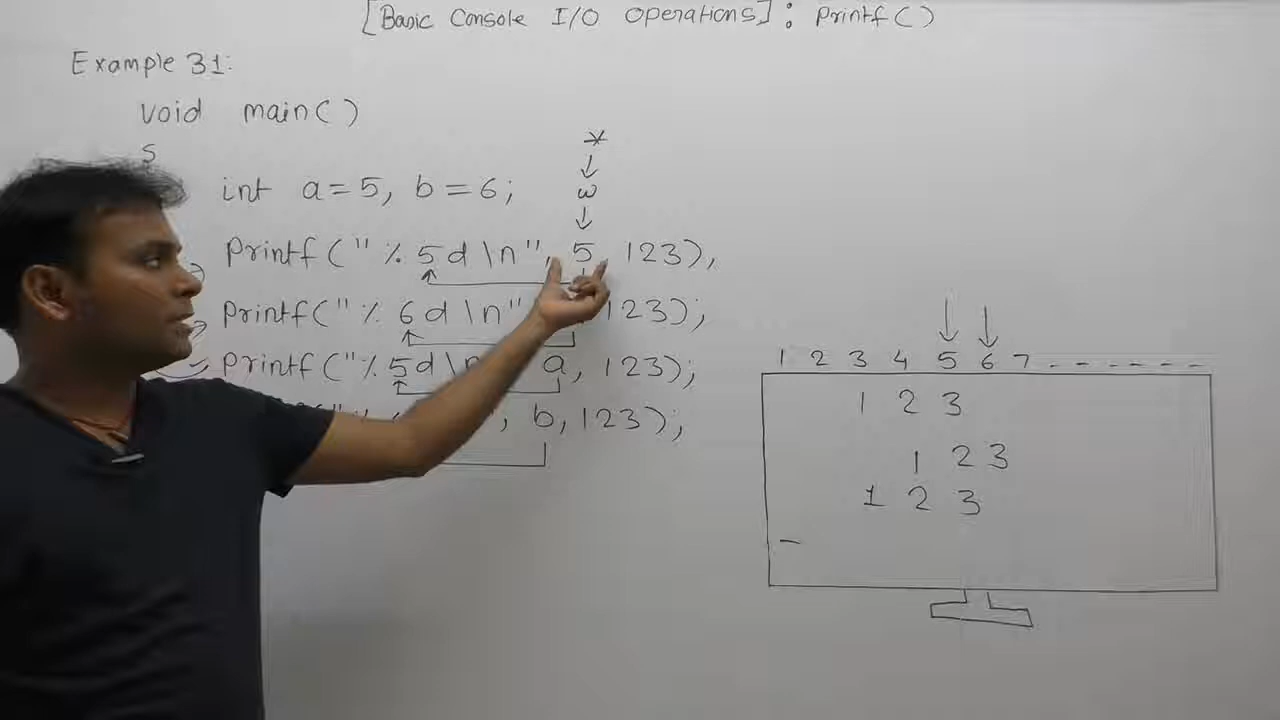 [Basic Console I/O Operations]: Printf()
Example 31:
void main()
*
↓
int a=5, b=6; ω
↓
Printf("%5d\n", 5, 123),
Printf("%6d\n" , 123);
Printf("%5d\n a, 123);
, b, 123);
1 2 3 4 5 6 7 - - - - - -
1 2 3
1 2 3
1 2 3
–